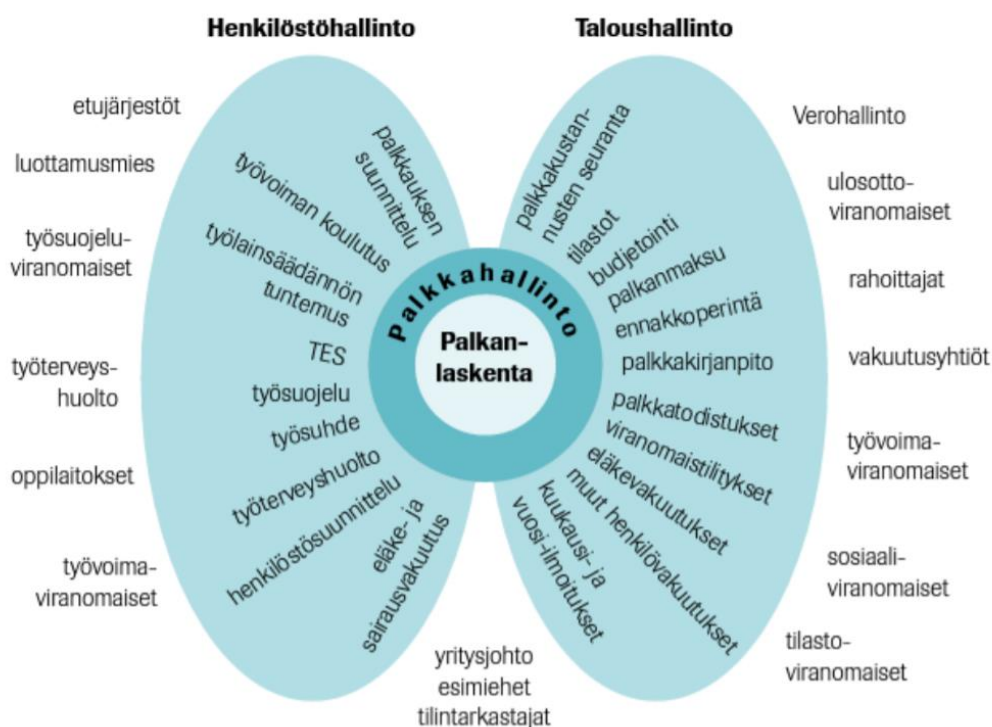 Henkilöstöhallinto
Taloushallinto
etujärjestöt
luottamusmies
työsuojelu-
viranomaiset
työterveys-
huolto
oppilaitokset
työvoima-
viranomaiset
palkkauksen
suunnittelu
työvoiman koulutus
työlainsäädännön
tuntemus
TES
työsuojelu
työsuhde
työterveyshuolto
henkilöstösuunnittelu
eläke- ja
sairausvakuutus
Palkkahallinto
Palkan-
laskenta
palkkakustan-
nusten seuranta
tilastot
budjetointi
palkanmaksu
ennakkoperintä
palkkakirjanpito
palkkatodistukset
viranomaistilitykset
eläkevakuutukset
muut henkilövakuutukset
kuukausi- ja
vuosi-ilmoitukset
Verohallinto
ulosotto-
viranomaiset
rahoittajat
vakuutusyhtiöt
työvoima-
viranomaiset
sosiaali-
viranomaiset
tilasto-
viranomaiset
yritysjohto
esimiehet
tilintarkastajat